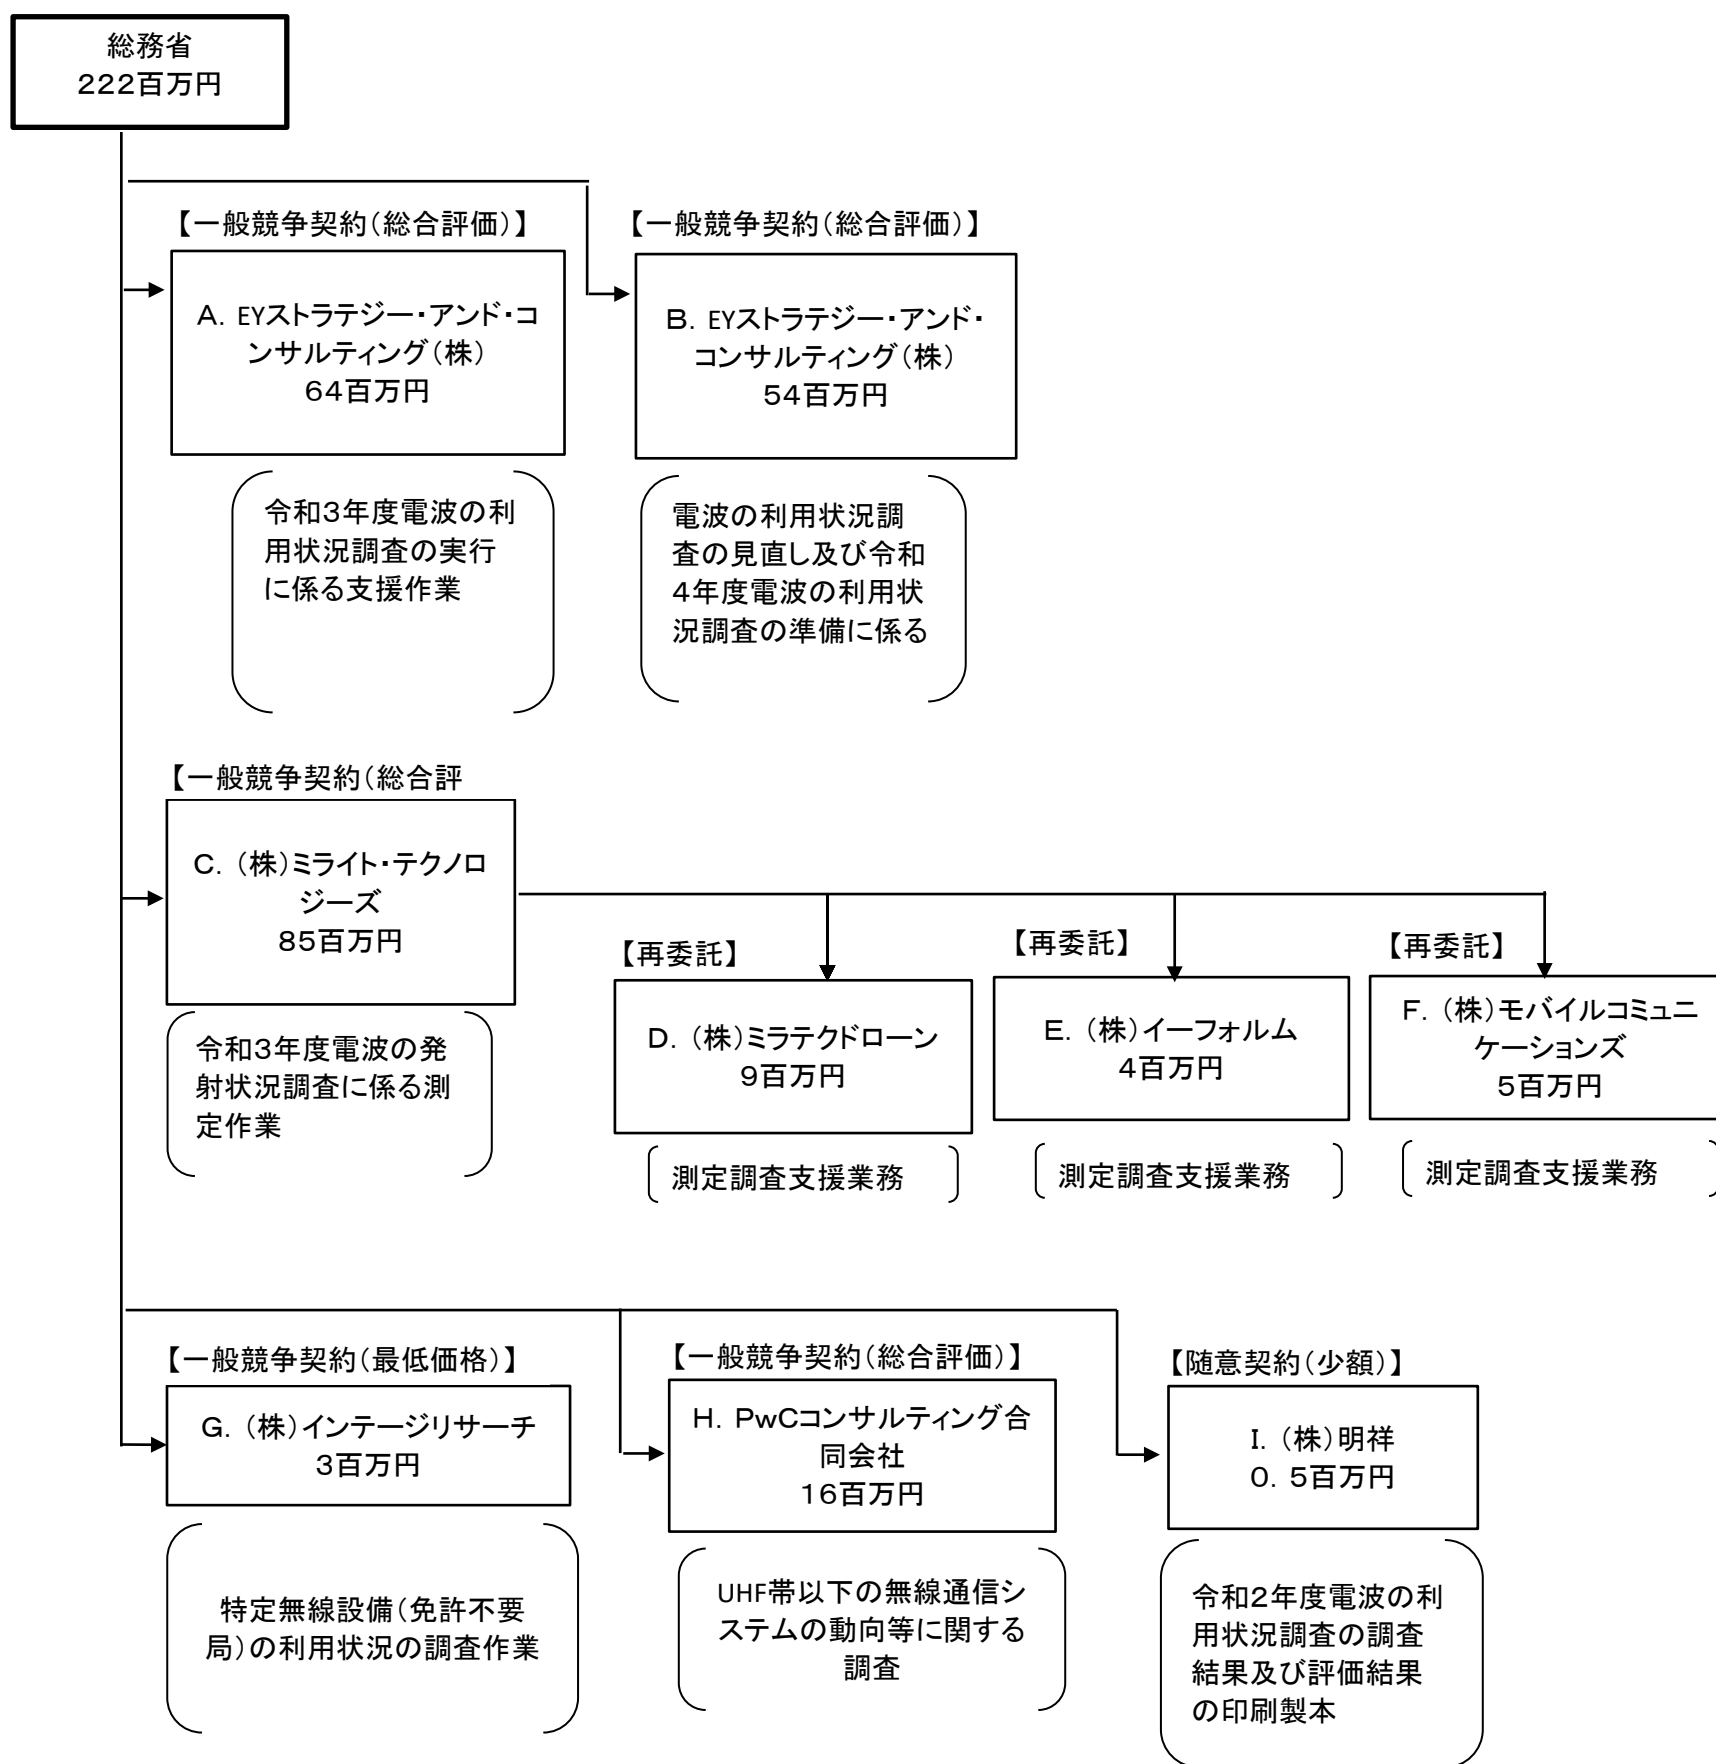 総務省
222百万円
【一般競争契約(総合評価)】
【一般競争契約(総合評価)】
A. EYストラテジー・アンド・コ
ンサルティング(株)
64百万円
B. EYストラテジー・アンド・
コンサルティング(株)
54百万円
令和3年度電波の利
用状況調査の実行
に係る支援作業
電波の利用状況調
査の見直し及び令和
4年度電波の利用状
況調査の準備に係る
【一般競争契約(総合評
C. (株)ミライト・テクノロ
ジーズ
85百万円
令和3年度電波の発
射状況調査に係る測
定作業
【再委託】
【再委託】
【再委託】
D. (株)ミラテクドローン
9百万円
E. (株)イーフォルム
4百万円
F. (株)モバイルコミュニ
ケーションズ
5百万円
測定調査支援業務
測定調査支援業務
測定調査支援業務
【一般競争契約(最低価格)】
【一般競争契約(総合評価)】
【随意契約(少額)】
G. (株)インテージリサーチ
3百万円
H. PwCコンサルティング合
同会社
16百万円
I. (株)明祥
0. 5百万円
特定無線設備(免許不要
局)の利用状況の調査作業
UHF帯以下の無線通信シ
ステムの動向等に関する
調査
令和2年度電波の利
用状況調査の調査
結果及び評価結果
の印刷製本